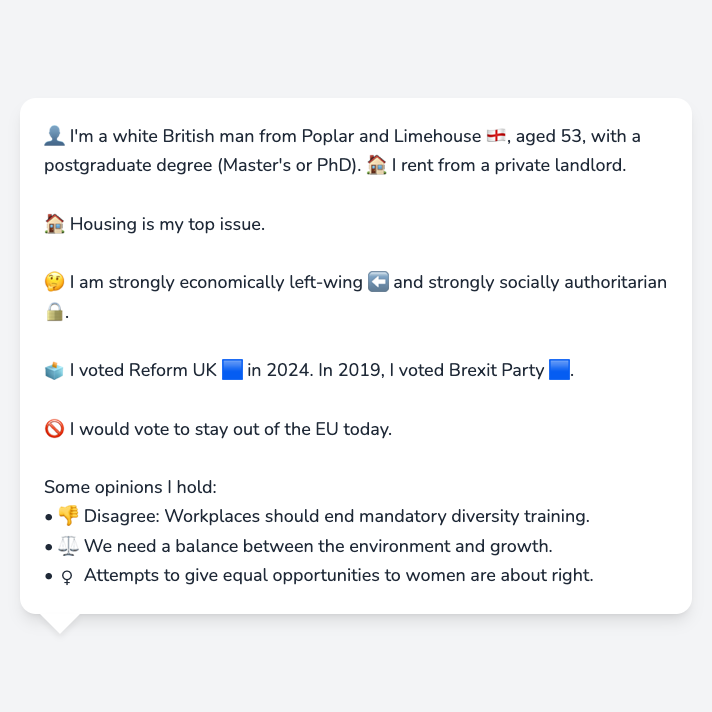 👤 I'm a white British man from Poplar and Limehouse 🏴󠁧󠁢󠁥󠁮󠁧󠁿, aged 53, with a
postgraduate degree (Master's or PhD). 🏠 I rent from a private landlord.
🏠 Housing is my top issue.
🤔 I am strongly economically left-wing ⬅️ and strongly socially authoritarian
🔒.
🗳️ I voted Reform UK 🟦 in 2024. In 2019, I voted Brexit Party 🟦.
🚫 I would vote to stay out of the EU today.
Some opinions I hold:
• 👎 Disagree: Workplaces should end mandatory diversity training.
• ⚖️ We need a balance between the environment and growth.
• ♀ Attempts to give equal opportunities to women are about right.